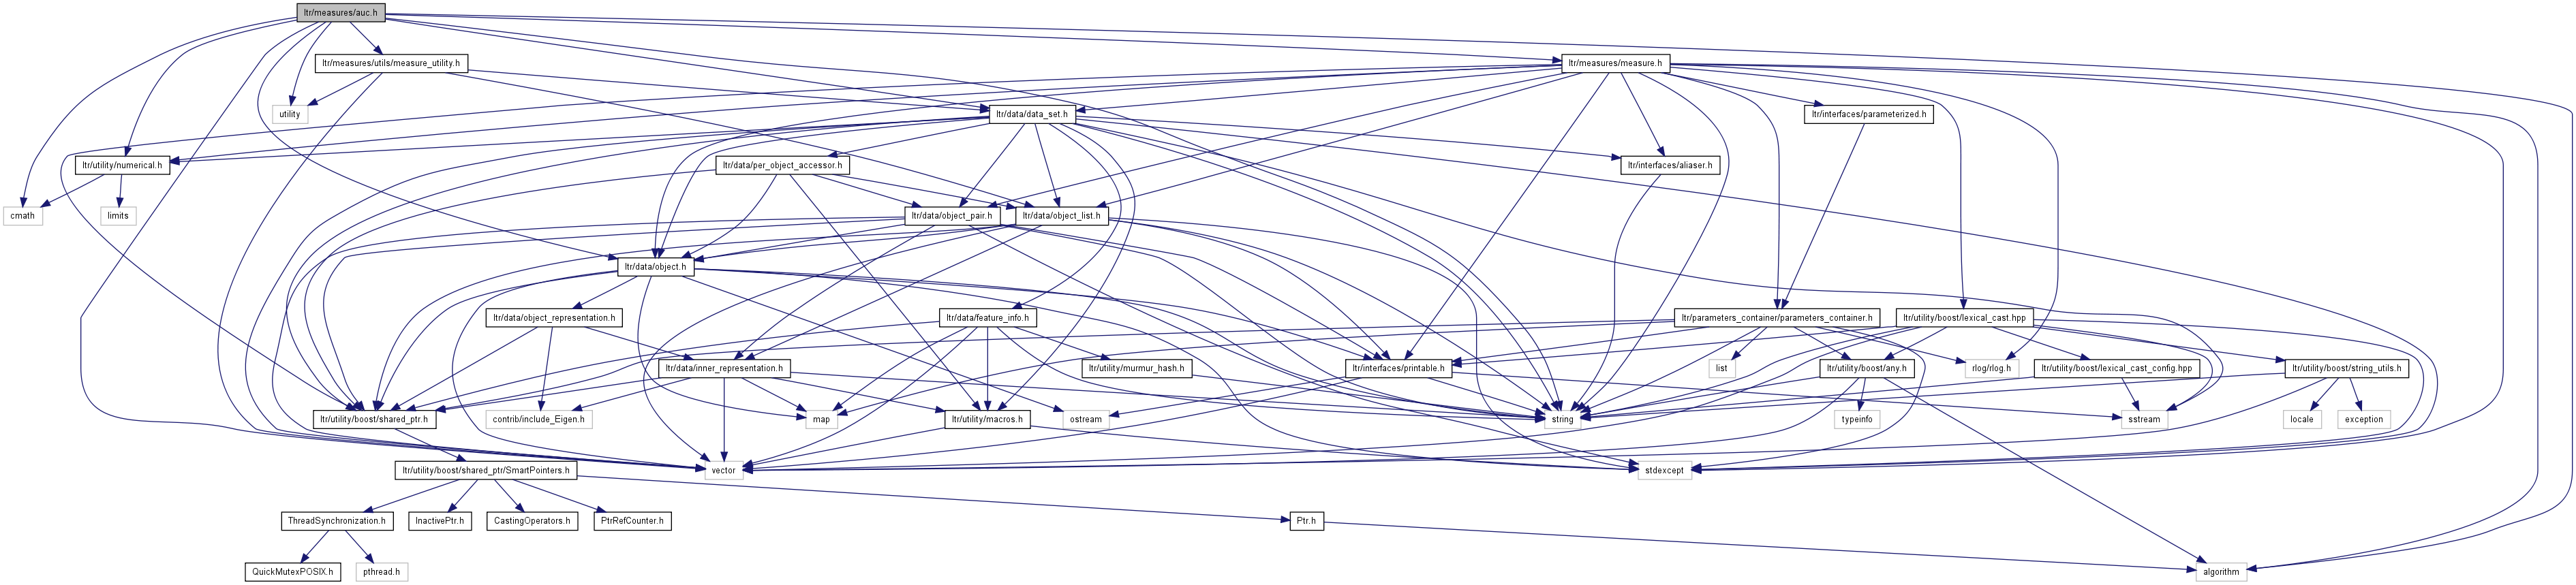 ltr/measures/auc.h
ltr/measures/utils/measure_utility.h
ltr/measures/measure.h
utility
ltr/data/data_set.h
ltr/interfaces/parameterized.h
ltr/utility/numerical.h
ltr/data/per_object_accessor.h
ltr/interfaces/aliaser.h
cmath
limits
ltr/data/object_pair.h
ltr/data/object_list.h
ltr/data/object.h
ltr/data/object_representation.h
ltr/data/feature_info.h
ltr/parameters_container/parameters_container.h
ltr/utility/boost/lexical_cast.hpp
ltr/data/inner_representation.h
ltr/utility/murmur_hash.h
ltr/interfaces/printable.h
list
ltr/utility/boost/any.h
rlog/rlog.h
ltr/utility/boost/lexical_cast_config.hpp
ltr/utility/boost/string_utils.h
ltr/utility/boost/shared_ptr.h
contrib/include_Eigen.h
map
ltr/utility/macros.h
ostream
string
typeinfo
sstream
locale
exception
ltr/utility/boost/shared_ptr/SmartPointers.h
vector
stdexcept
ThreadSynchronization.h
InactivePtr.h
CastingOperators.h
PtrRefCounter.h
Ptr.h
QuickMutexPOSIX.h
pthread.h
algorithm